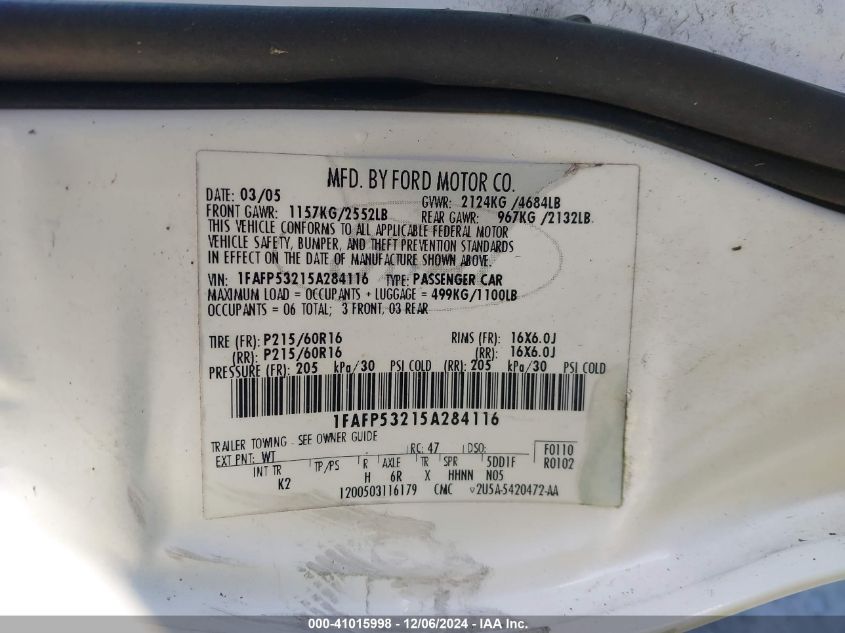 MFD. BY FORD MOTOR CO.
DATE: 03/05 GVWR: 2124KG /4684LB
FRONT GAWR: 1157KG/2552LB REAR GAWR: 967KG /2132LB
THIS VEHICLE CONFORMS TO ALL APPLICABLE FEDERAL MOTOR
VEHICLE SAFETY, BUMPER, AND THEFT PREVENTION STANDARDS
IN EFFECT ON THE DATE OF MANUFACTURE SHOWN ABOVE.
VIN: 1FAFP53215A284116 TYPE: PASSENGER CAR
MAXIMUM LOAD = OCCUPANTS + LUGGAGE = 499KG/1100LB
OCCUPANTS = 06 TOTAL; 3 FRONT, 03 REAR
TIRE (FR): P215/60R16 RIMS (FR): 16X6.0J
(RR): P215/60R16 (RR): 16X6.0J
PRESSURE (FR): 205 kPa/30 PSI COLD (RR): 205 kPa/30 PSI COLD
1FAFP53215A284116
TRAILER TOWING - SEE OWNER GUIDE
EXT PNT: WT RC: 47 DSO: F0110
INT TR TP/PS R AXLE TR SPR 5DD1F R0102
K2 H 6R X HHNN N05
1200503116179 CMC v2U5A-5420472-AA
000-41015998 - 12/06/2024 - IAAI.com